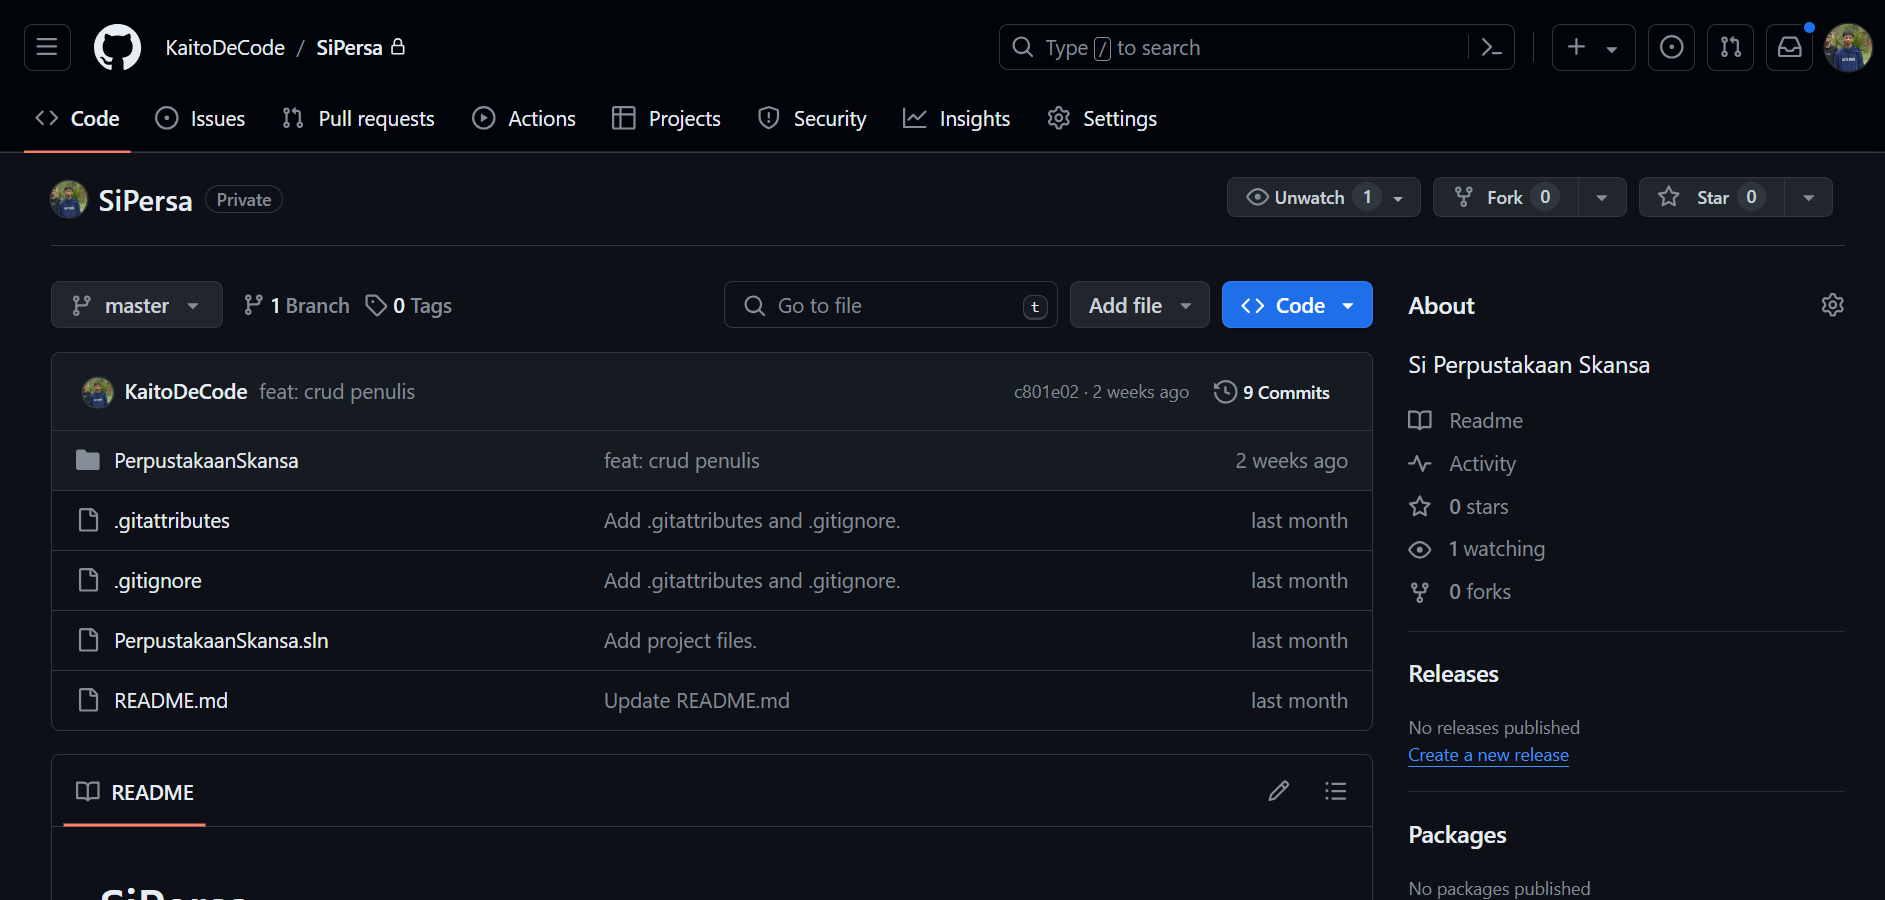 KaitoDeCode / SiPersa
Type / to search
Code Issues Pull requests Actions Projects Security Insights Settings
SiPersa Private
Unwatch 1 Fork 0 Star 0
master 1 Branch 0 Tags
Go to file t
Add file
Code
KaitoDeCode feat: crud penulis c801e02 · 2 weeks ago 9 Commits
PerpustakaanSkansa feat: crud penulis 2 weeks ago
.gitattributes Add .gitattributes and .gitignore. last month
.gitignore Add .gitattributes and .gitignore. last month
PerpustakaanSkansa.sln Add project files. last month
README.md Update README.md last month
README
SiPersa
About
Si Perpustakaan Skansa
Readme
Activity
0 stars
1 watching
0 forks
Releases
No releases published
Create a new release
Packages
No packages published